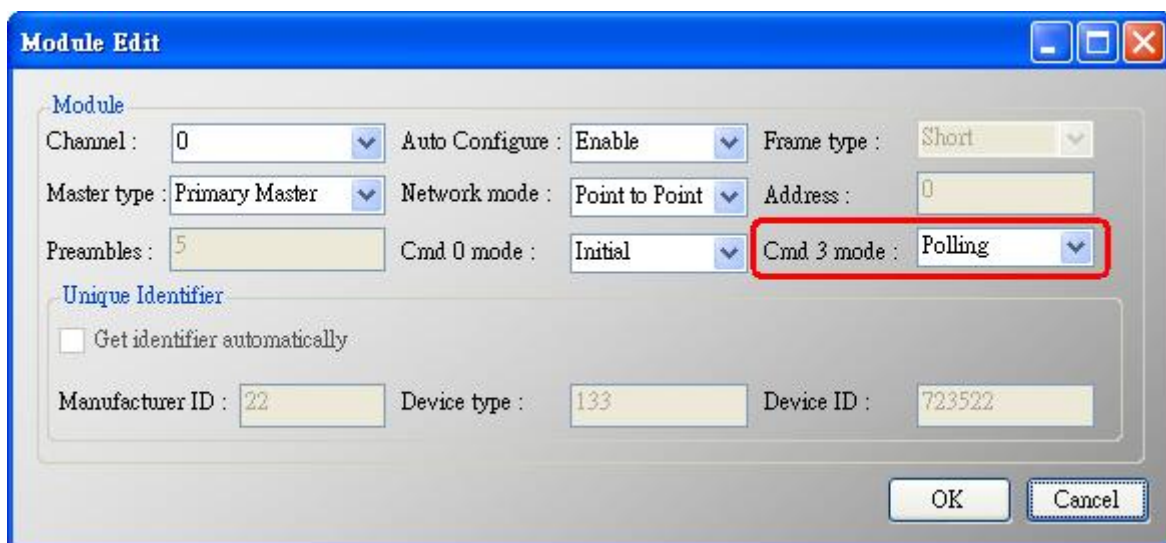 Module Edit
Module
Channel : 0 Auto Configure : Enable Frame type : Short
Master type : Primary Master Network mode : Point to Point Address : 0
Preambles : 5 Cmd 0 mode : Initial Cmd 3 mode : Polling
Unique Identifier
Get identifier automatically
Manufacturer ID : 22 Device type : 133 Device ID : 723522
OK Cancel